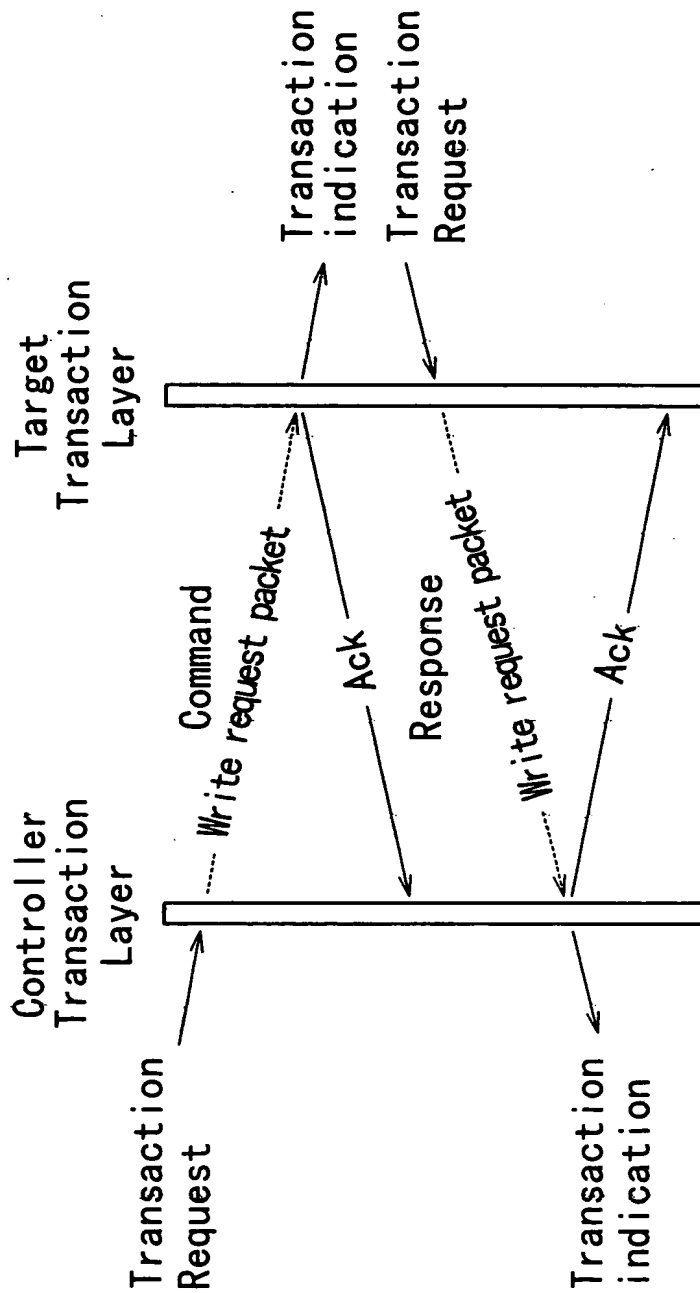 Controller
Transaction
Layer
Target
Transaction
Layer
Transaction
Request
Command
Write request packet
Transaction
indication
Ack
Response
Transaction
Request
Write request packet
Ack
Transaction
indication